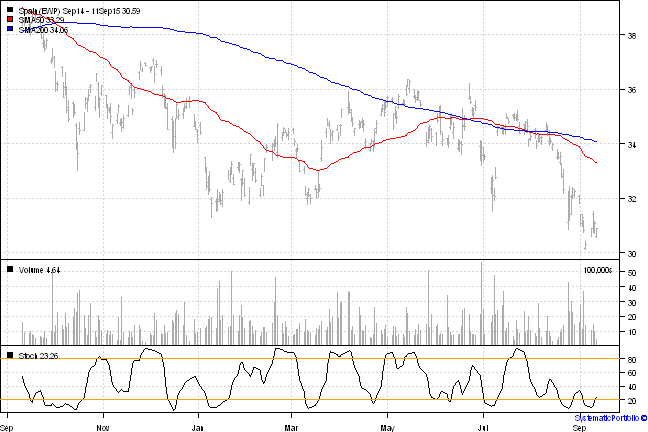 Spain (EWP) Sep14 - 11Sep15 30.59
SMA50 33.29
SMA200 34.06
38
36
34
32
30
Volume 4.64
100,000s
50
40
30
20
10
Stoch 23.26
80
60
40
20
Sep Nov Jan Mar May Jul Sep
SystematicPortfolio ©